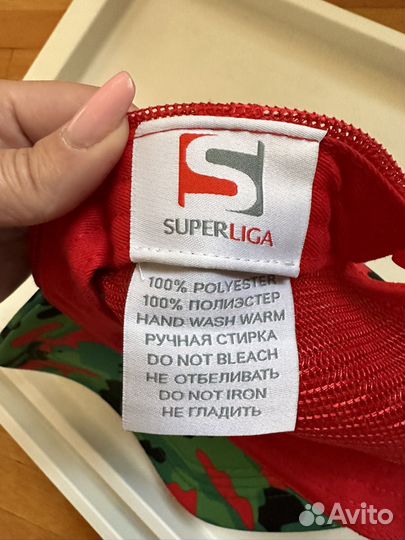 SUPERLIGA
100% POLYESTER
100% ПОЛИЭСТЕР
HAND WASH WARM
РУЧНАЯ СТИРКА
DO NOT BLEACH
НЕ ОТБЕЛИВАТЬ
DO NOT IRON
НЕ ГЛАДИТЬ
Avito